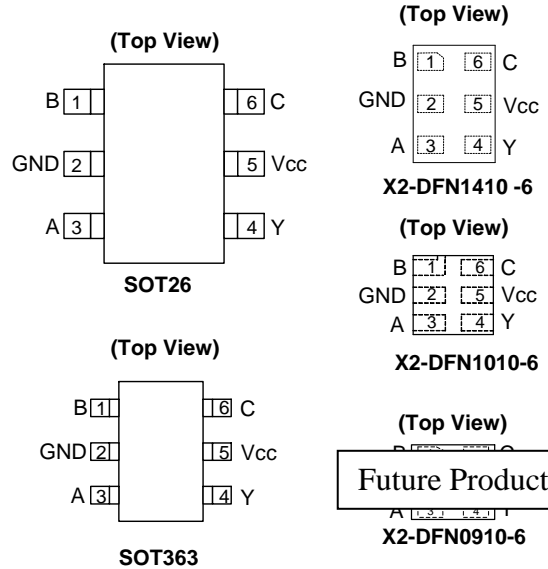 (Top View)
B 1 6 C
GND 2 5 Vcc
A 3 4 Y
SOT26
(Top View)
B 1 6 C
GND 2 5 Vcc
A 3 4 Y
SOT363
(Top View)
B 1 6 C
GND 2 5 Vcc
A 3 4 Y
X2-DFN1410 -6
(Top View)
B 1 6 C
GND 2 5 Vcc
A 3 4 Y
X2-DFN1010-6
(Top View)
Future Product
A 3 4
X2-DFN0910-6